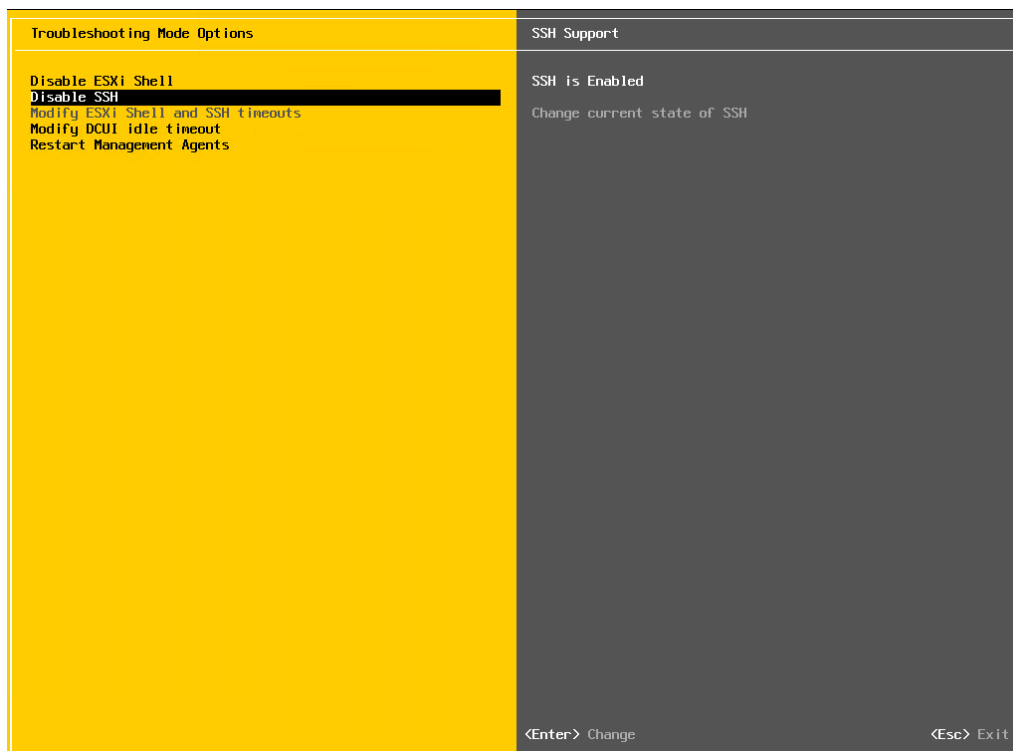 Troubleshooting Mode Options
Disable ESXi Shell
Disable SSH
Modify ESXi Shell and SSH timeouts
Modify DCUI idle timeout
Restart Management Agents
SSH Support
SSH is Enabled
Change current state of SSH
<Enter> Change
<Esc> Exit